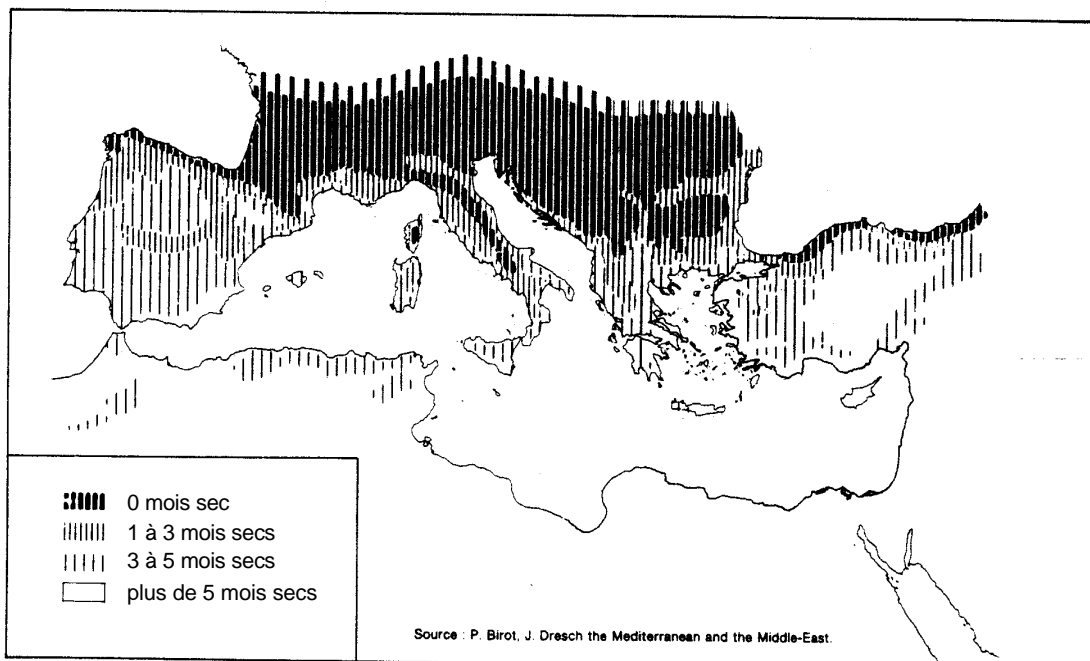 0 mois sec
1 à 3 mois secs
3 à 5 mois secs
plus de 5 mois secs
Source : P. Birot, J. Dresch the Mediterranean and the Middle-East.